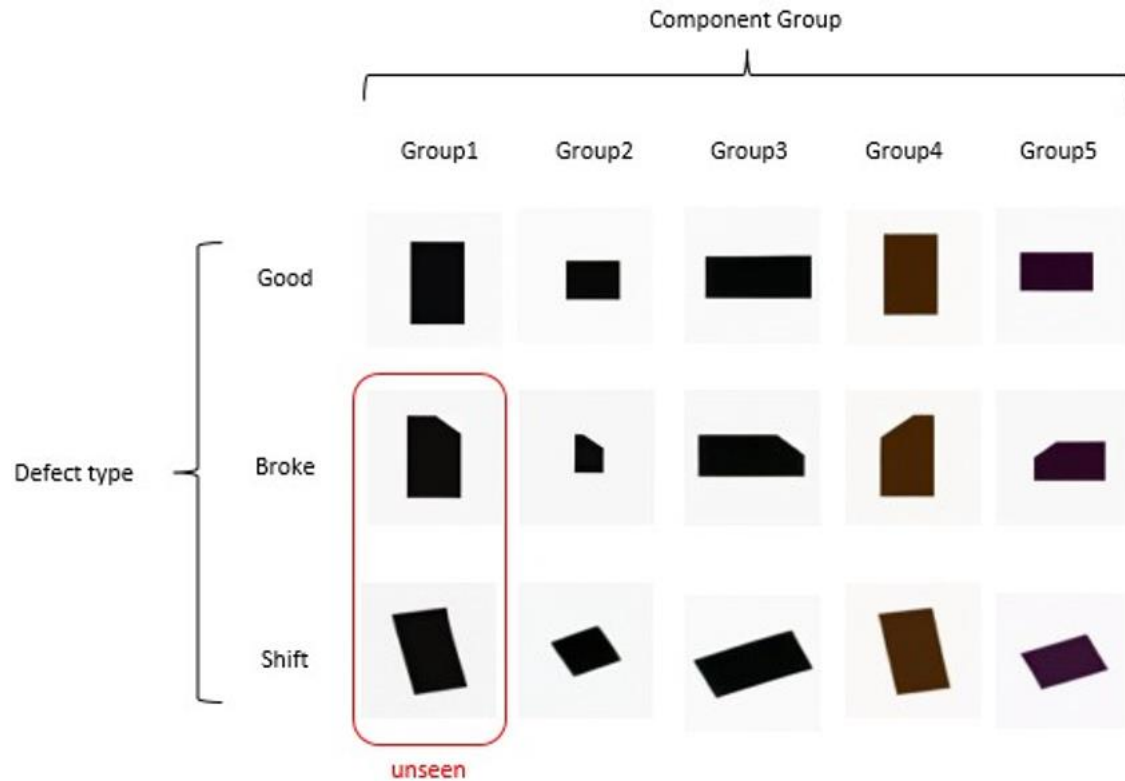 Component Group
Group1 Group2 Group3 Group4 Group5
Good
Defect type
Broke
Shift
unseen